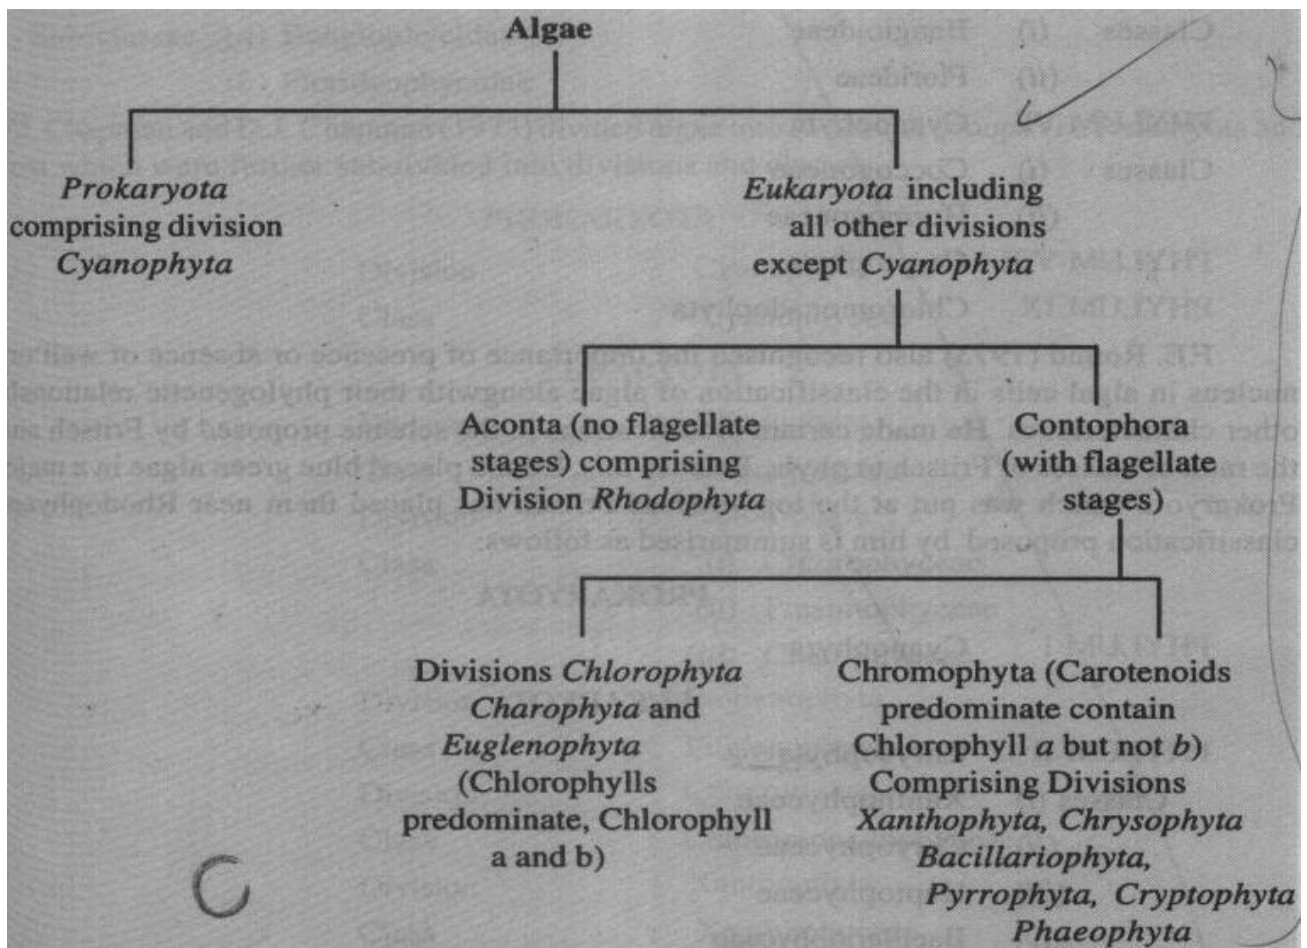 Algae
Prokaryota
comprising division
Cyanophyta
Eukaryota including
all other divisions
except Cyanophyta
Aconta (no flagellate
stages) comprising
Division Rhodophyta
Contophora
(with flagellate
stages)
Divisions Chlorophyta
Charophyta and
Euglenophyta
(Chlorophylls
predominate, Chlorophyll
a and b)
Chromophyta (Carotenoids
predominate contain
Chlorophyll a but not b)
Comprising Divisions
Xanthophyta, Chrysophyta
Bacillariophyta,
Pyrrophyta, Cryptophyta
Phaeophyta